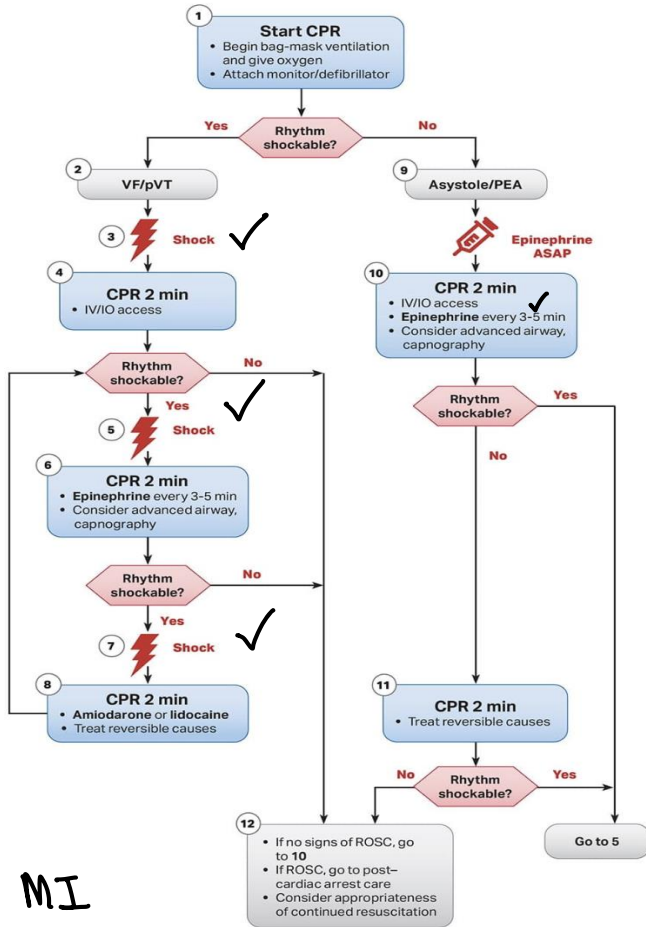 1
Start CPR
• Begin bag-mask ventilation
and give oxygen
• Attach monitor/defibrillator
Rhythm
shockable?
Yes
No
2
VF/pVT
9
Asystole/PEA
3
Shock
Epinephrine
ASAP
4
CPR 2 min
• IV/IO access
10
CPR 2 min
• IV/IO access
• Epinephrine every 3-5 min
• Consider advanced airway,
capnography
Rhythm
shockable?
No
Yes
Rhythm
shockable?
Yes
No
5
Shock
6
CPR 2 min
• Epinephrine every 3-5 min
• Consider advanced airway,
capnography
Rhythm
shockable?
No
Yes
7
Shock
8
CPR 2 min
• Amiodarone or lidocaine
• Treat reversible causes
11
CPR 2 min
• Treat reversible causes
No
Rhythm
shockable?
Yes
12
• If no signs of ROSC, go
to 10
• If ROSC, go to post–
cardiac arrest care
• Consider appropriateness
of continued resuscitation
Go to 5
MI